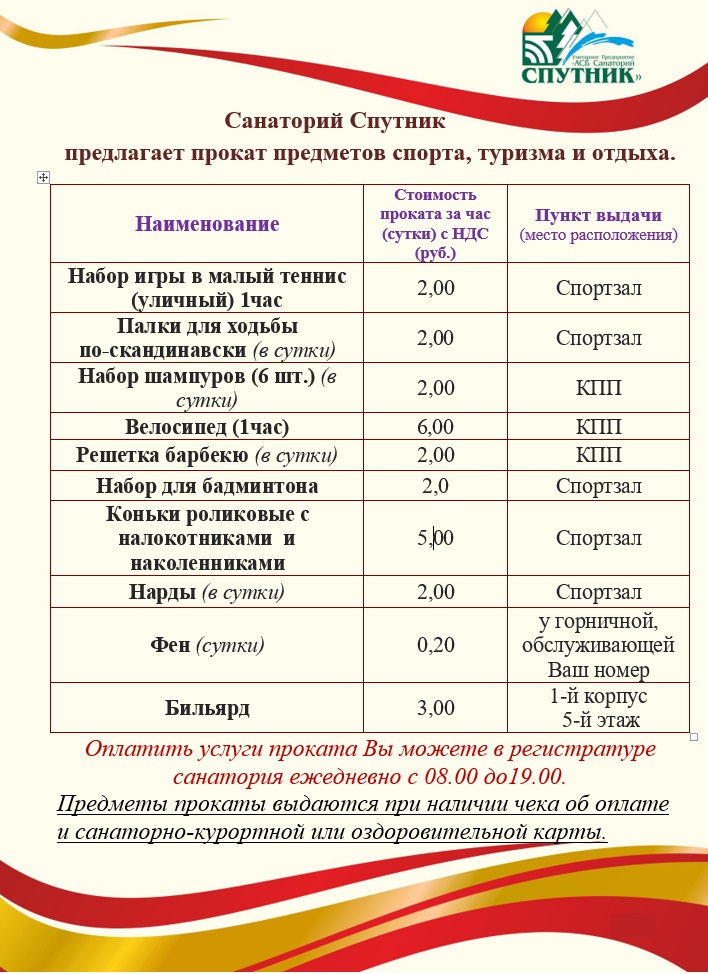 Унитарное Предприятие
«АСБ Санаторий
СПУТНИК»
Санаторий Спутник
предлагает прокат предметов спорта, туризма и отдыха.
Наименование
Стоимость
проката за час
(сутки) с НДС
(руб.)
Пункт выдачи
(место расположения)
Набор игры в малый теннис
(уличный) 1час
2,00
Спортзал
Палки для ходьбы
по-скандинавски (в сутки)
2,00
Спортзал
Набор шампуров (6 шт.) (в
сутки)
2,00
КПП
Велосипед (1час)
6,00
КПП
Решетка барбекю (в сутки)
2,00
КПП
Набор для бадминтона
2,0
Спортзал
Коньки роликовые с
налокотниками и
наколенниками
5,00
Спортзал
Нарды (в сутки)
2,00
Спортзал
Фен (сутки)
0,20
у горничной,
обслуживающей
Ваш номер
Бильярд
3,00
1-й корпус
5-й этаж
Оплатить услуги проката Вы можете в регистратуре
санатория ежедневно с 08.00 до19.00.
Предметы прокаты выдаются при наличии чека об оплате
и санаторно-курортной или оздоровительной карты.